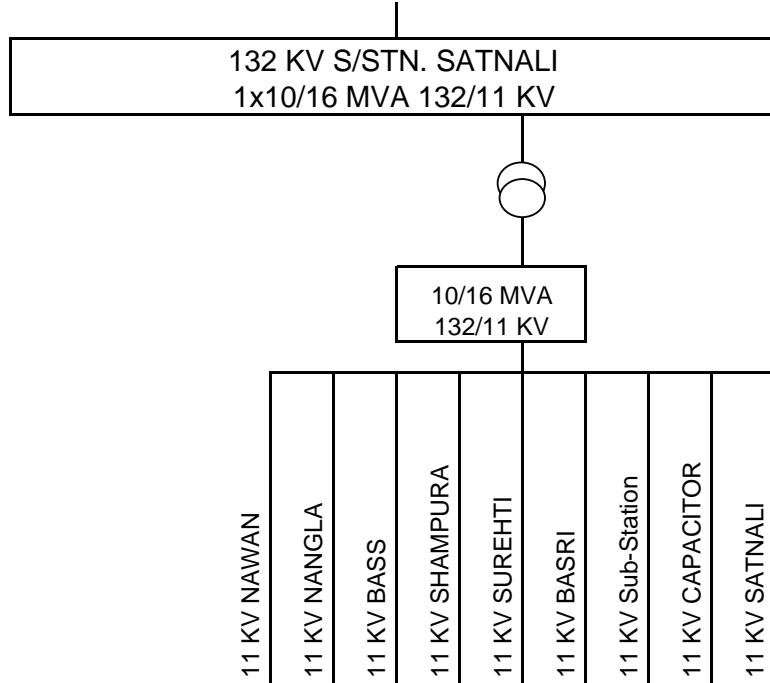 132 KV S/STN. SATNALI
1x10/16 MVA 132/11 KV
10/16 MVA
132/11 KV
11 KV NAWAN
11 KV NANGLA
11 KV BASS
11 KV SHAMPURA
11 KV SUREHTI
11 KV BASRI
11 KV Sub-Station
11 KV CAPACITOR
11 KV SATNALI